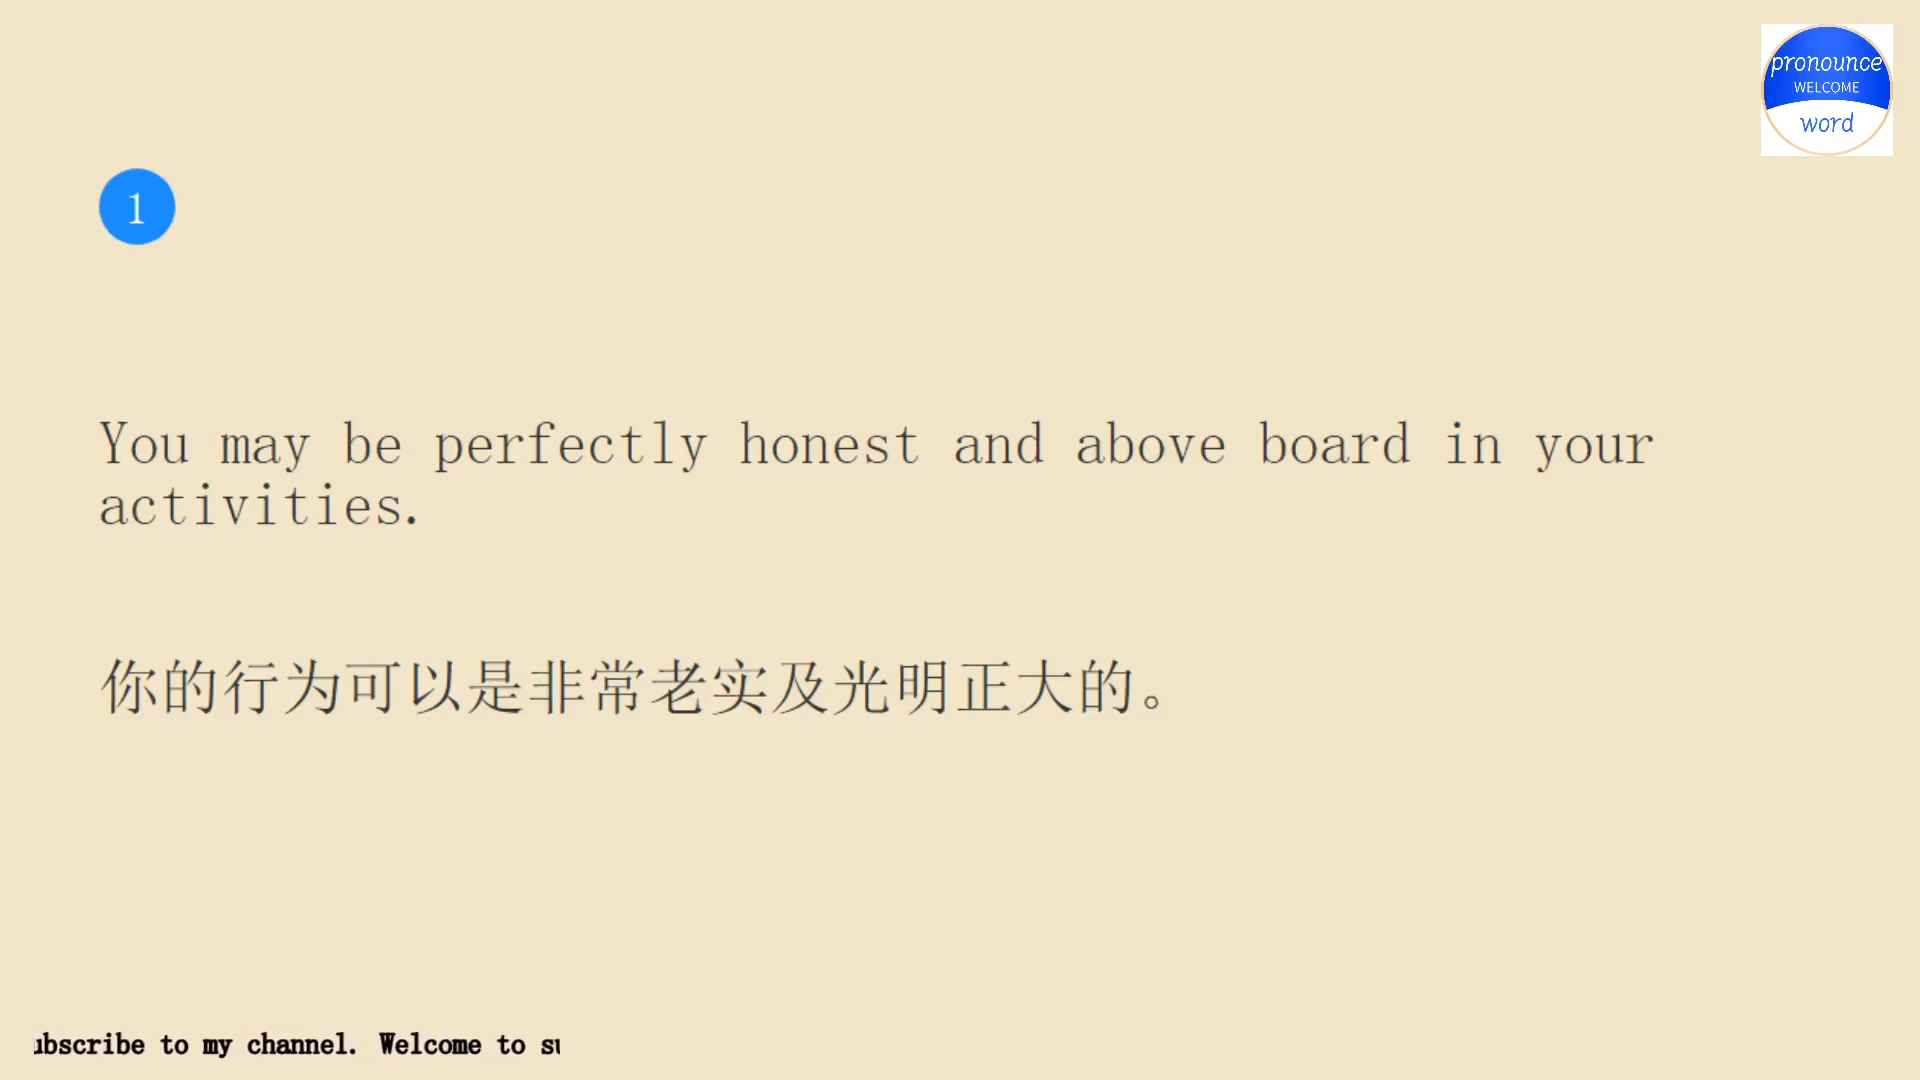 pronounce
WELCOME
word
1
You may be perfectly honest and above board in your
activities.
你的行为可以是非常老实及光明正大的。
ubscribe to my channel. Welcome to su